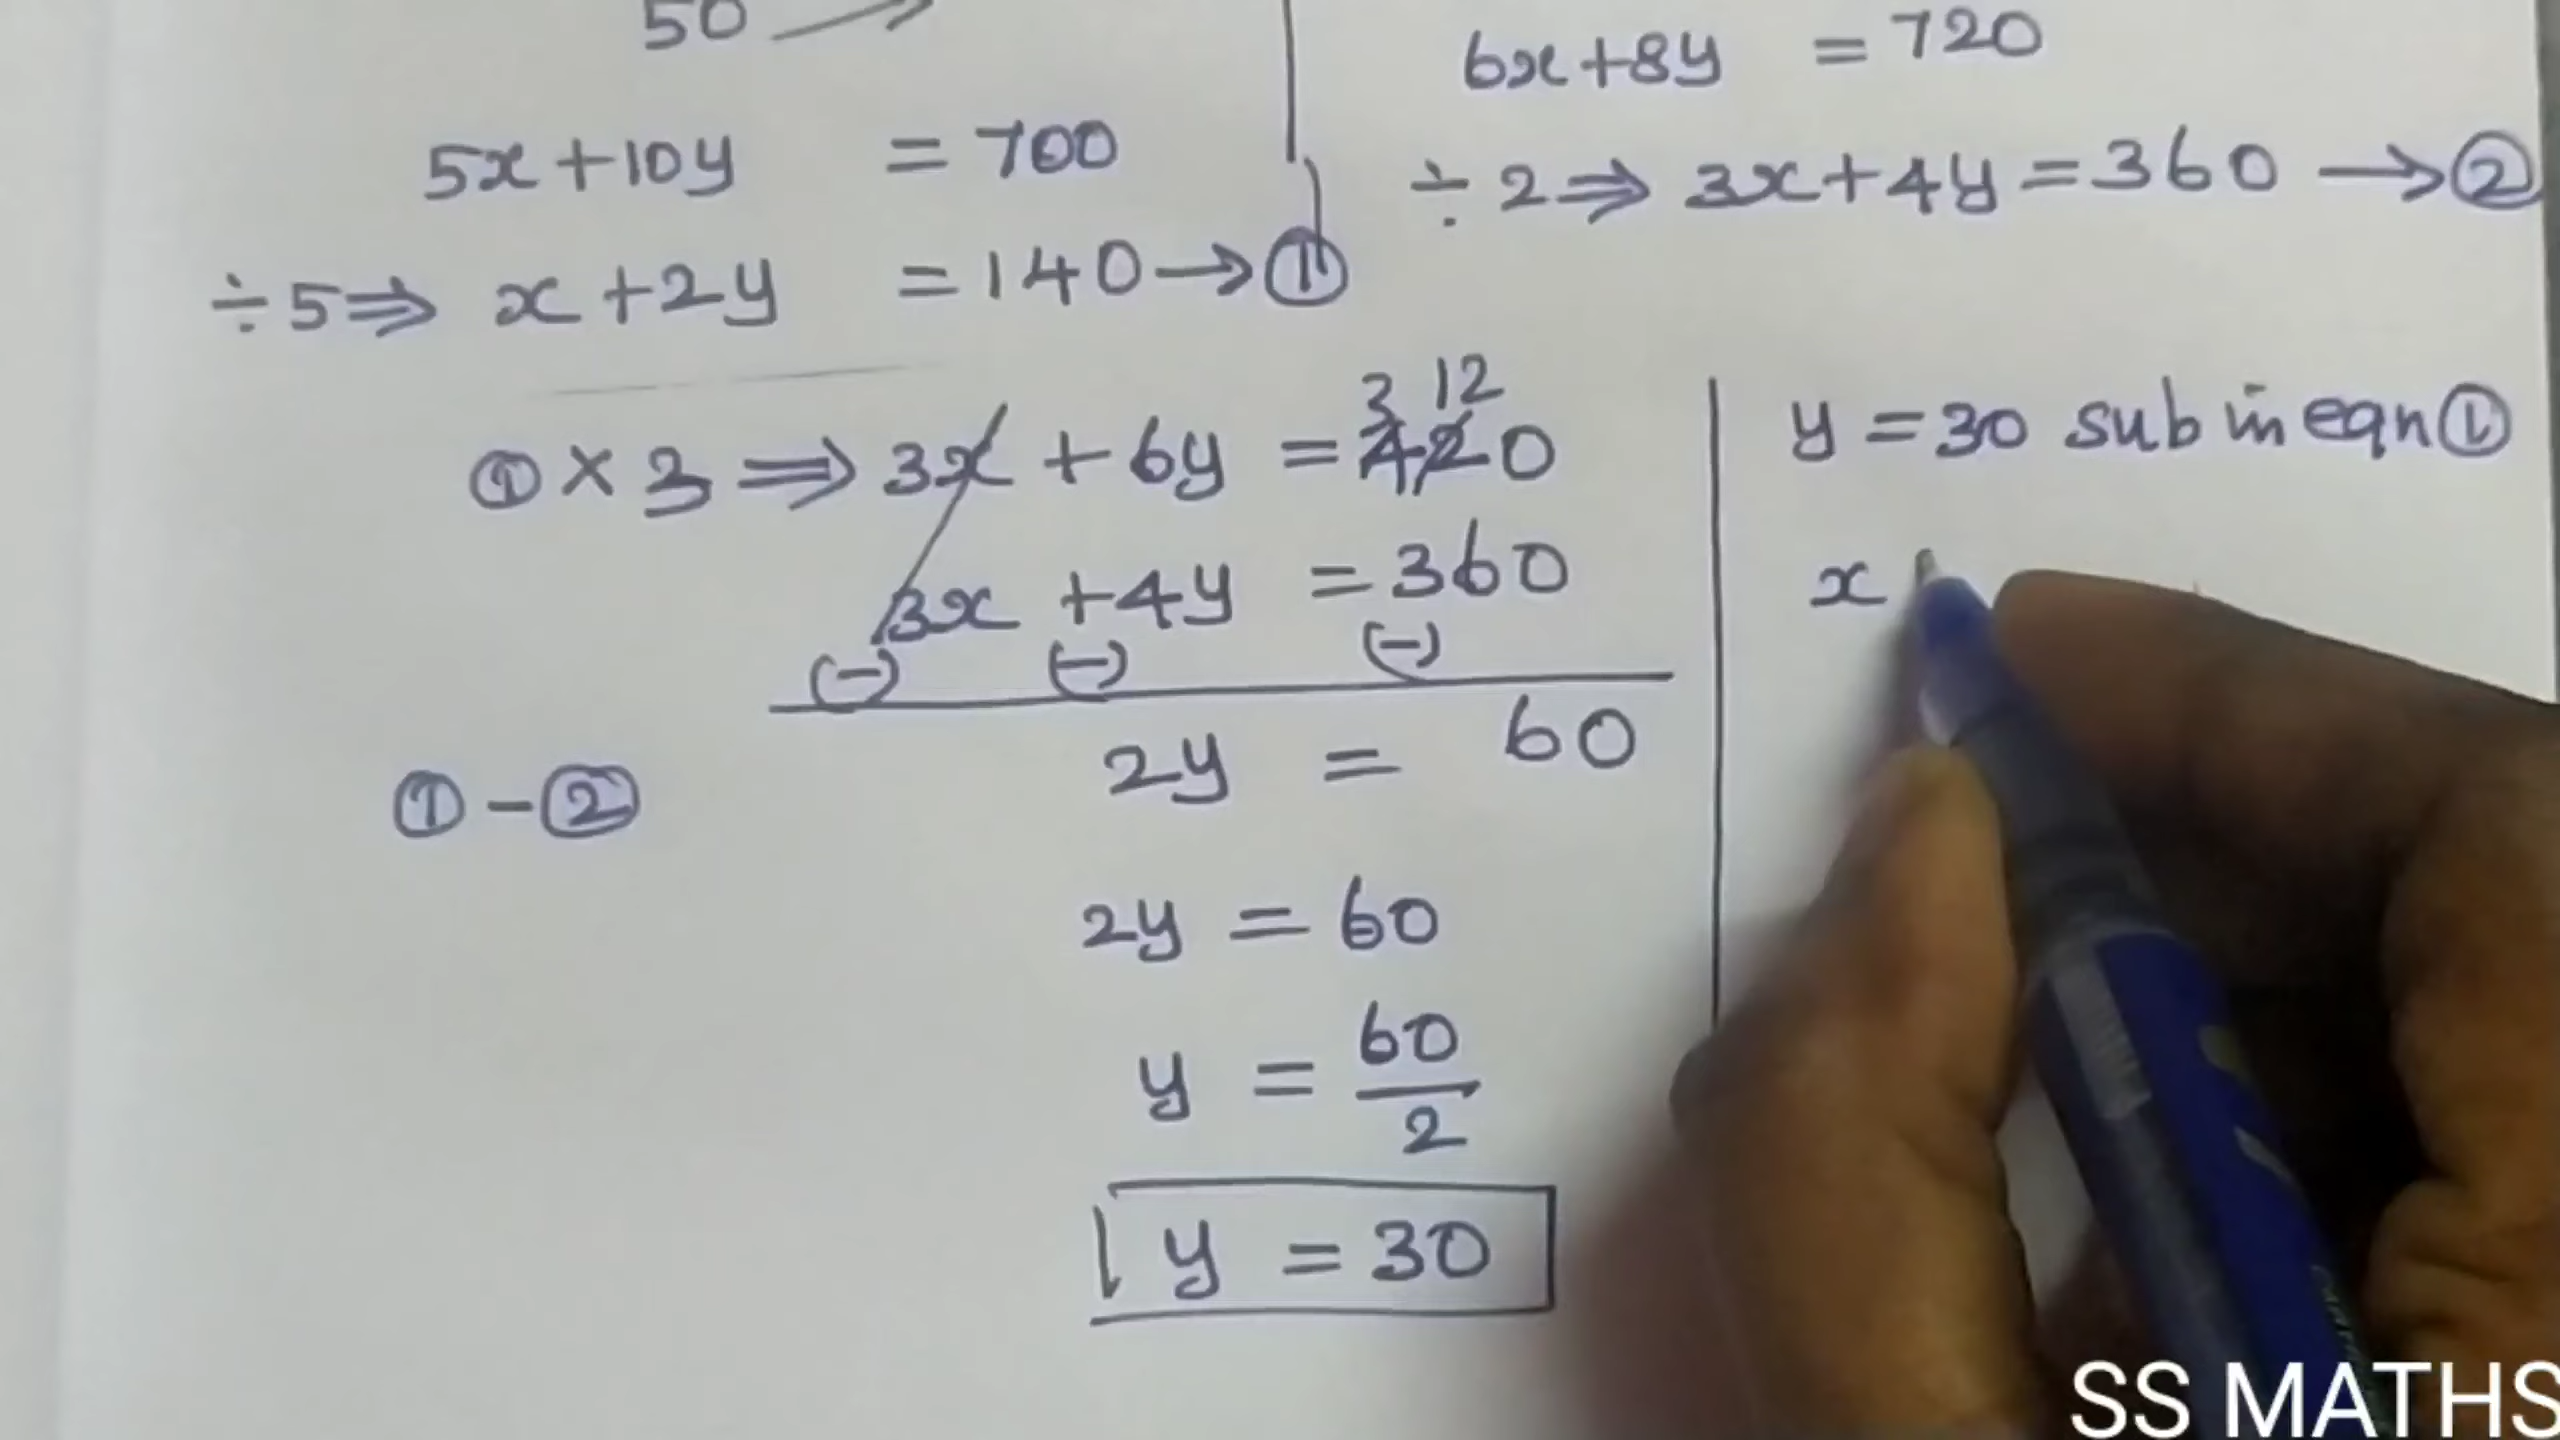 50 →
5x + 10y = 700
÷ 5 ⇒ x + 2y = 140 → ①
6x + 8y = 720
÷ 2 ⇒ 3x + 4y = 360 → ②
① × 3 ⇒ 3x + 6y = 420
3 12
3x + 4y = 360
(−) (−) (−)
① − ② 2y = 60
2y = 60
y = 60/2
y = 30
y = 30 sub in eqn ①
x
SS MATHS